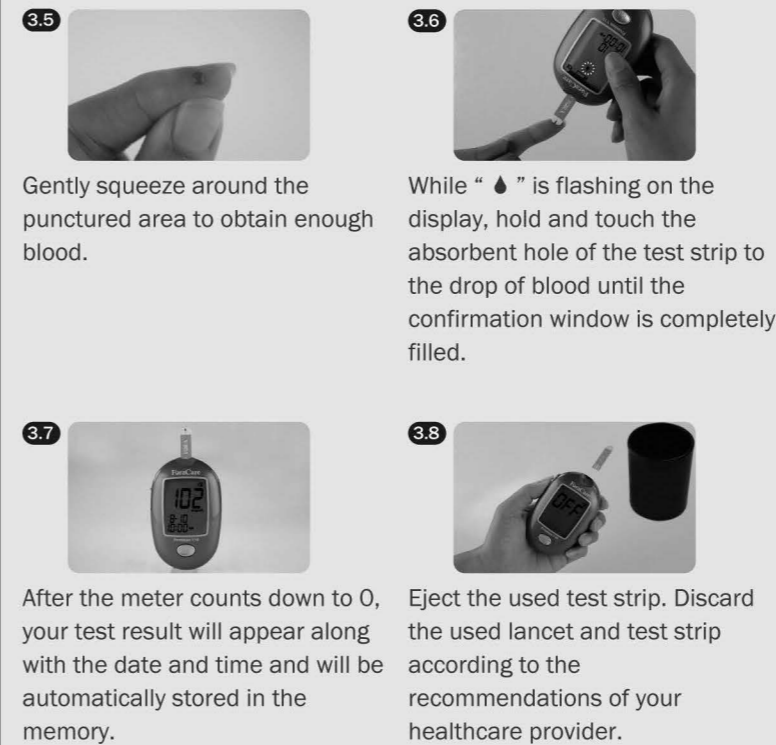 3.5
Gently squeeze around the
punctured area to obtain enough
blood.
3.6
While “ 💧 ” is flashing on the
display, hold and touch the
absorbent hole of the test strip to
the drop of blood until the
confirmation window is completely
filled.
3.7
FaraCare
102
After the meter counts down to 0,
your test result will appear along
with the date and time and will be
automatically stored in the
memory.
3.8
OFF
Eject the used test strip. Discard
the used lancet and test strip
according to the
recommendations of your
healthcare provider.